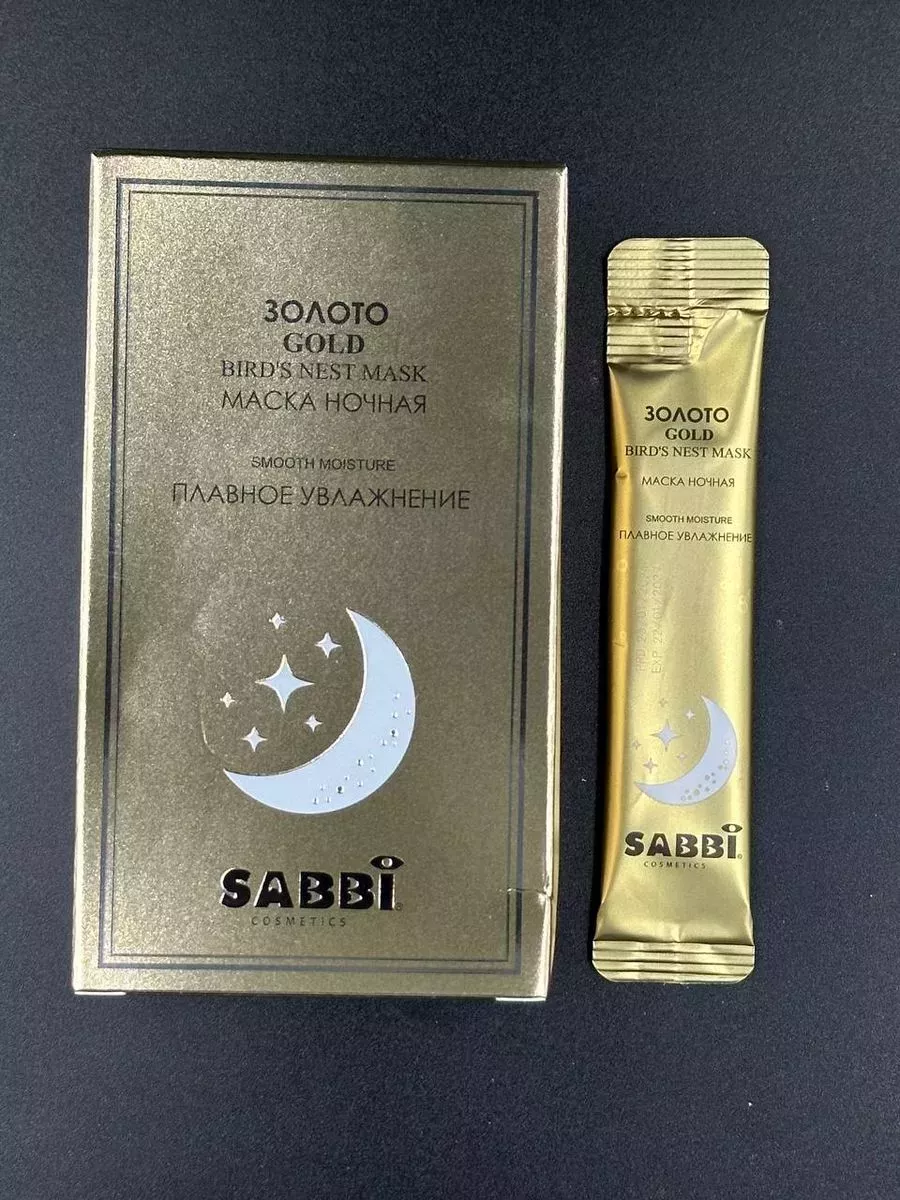 ЗОЛОТО
GOLD
BIRD'S NEST MASK
МАСКА НОЧНАЯ
SMOOTH MOISTURE
ПЛАВНОЕ УВЛАЖНЕНИЕ
SABBI
COSMETICS
ЗОЛОТО
GOLD
BIRD'S NEST MASK
МАСКА НОЧНАЯ
SMOOTH MOISTURE
ПЛАВНОЕ УВЛАЖНЕНИЕ
SABBI
COSMETICS